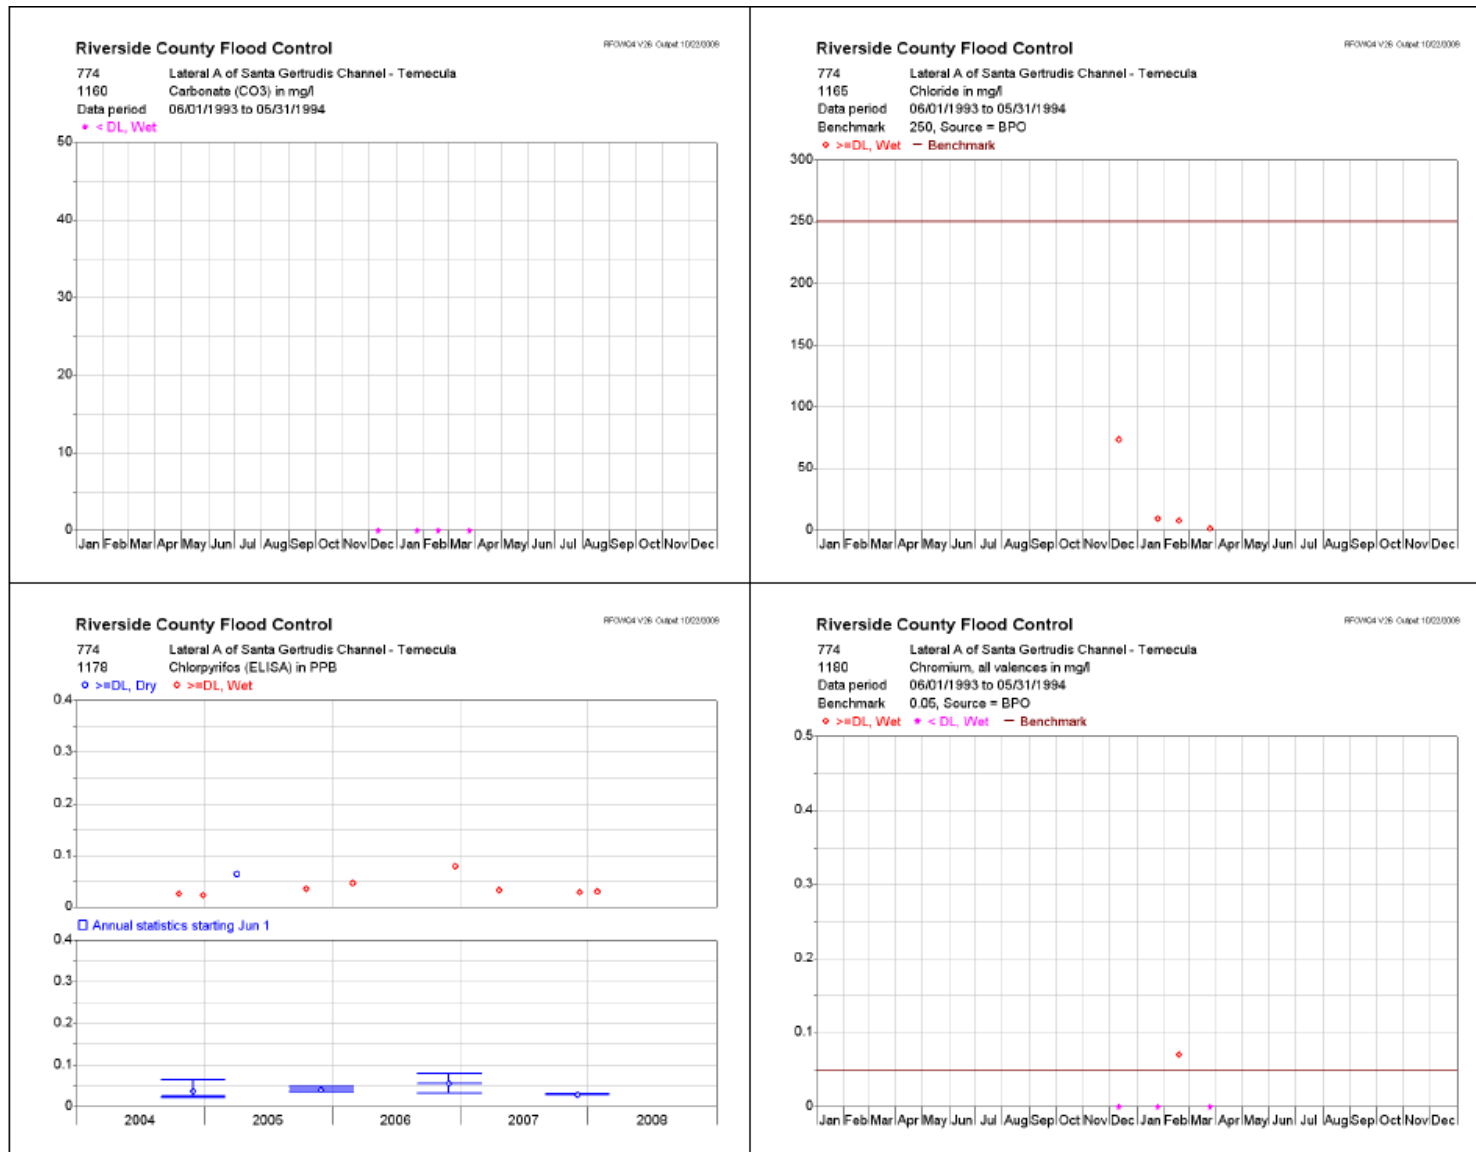 Riverside County Flood Control
774 Lateral A of Santa Gertrudis Channel - Temecula
1160 Carbonate (CO3) in mg/l
Data period 06/01/1993 to 05/31/1994
* < DL, Wet
50
40
30
20
10
0
Jan Feb Mar Apr May Jun Jul Aug Sep Oct Nov Dec Jan Feb Mar Apr May Jun Jul Aug Sep Oct Nov Dec
Riverside County Flood Control
774 Lateral A of Santa Gertrudis Channel - Temecula
1165 Chloride in mg/l
Data period 06/01/1993 to 05/31/1994
Benchmark 250, Source = BPO
>=DL, Wet Benchmark
300
250
200
150
100
50
0
Jan Feb Mar Apr May Jun Jul Aug Sep Oct Nov Dec Jan Feb Mar Apr May Jun Jul Aug Sep Oct Nov Dec
Riverside County Flood Control
774 Lateral A of Santa Gertrudis Channel - Temecula
1178 Chlorpyrifos (ELISA) in PPB
>=DL, Dry >=DL, Wet
0.4
0.3
0.2
0.1
0
Annual statistics starting Jun 1
0.4
0.3
0.2
0.1
0
2004 2005 2006 2007 2008
Riverside County Flood Control
774 Lateral A of Santa Gertrudis Channel - Temecula
1180 Chromium, all valences in mg/l
Data period 06/01/1993 to 05/31/1994
Benchmark 0.05, Source = BPO
>=DL, Wet * < DL, Wet Benchmark
0.5
0.4
0.3
0.2
0.1
0
Jan Feb Mar Apr May Jun Jul Aug Sep Oct Nov Dec Jan Feb Mar Apr May Jun Jul Aug Sep Oct Nov Dec